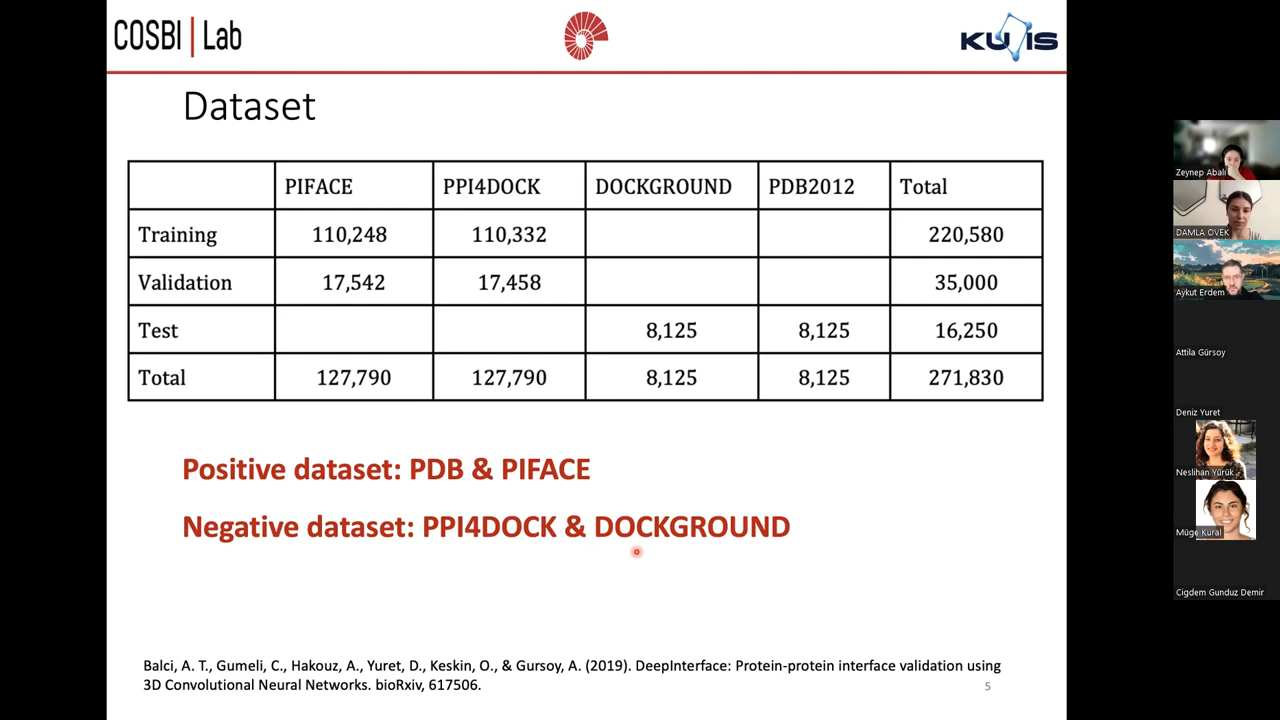 COSBI | Lab
KUIS
Dataset
PIFACE PPI4DOCK DOCKGROUND PDB2012 Total
Training 110,248 110,332 220,580
Validation 17,542 17,458 35,000
Test 8,125 8,125 16,250
Total 127,790 127,790 8,125 8,125 271,830
Positive dataset: PDB & PIFACE
Negative dataset: PPI4DOCK & DOCKGROUND
Balci, A. T., Gumeli, C., Hakouz, A., Yuret, D., Keskin, O., & Gursoy, A. (2019). DeepInterface: Protein-protein interface validation using
3D Convolutional Neural Networks. bioRxiv, 617506.
5
Zeynep Abalı
DAMLA OVEK
Aykut Erdem
Attila Gürsoy
Deniz Yuret
Neslihan Yürük
Müge Kural
Cigdem Gunduz Demir